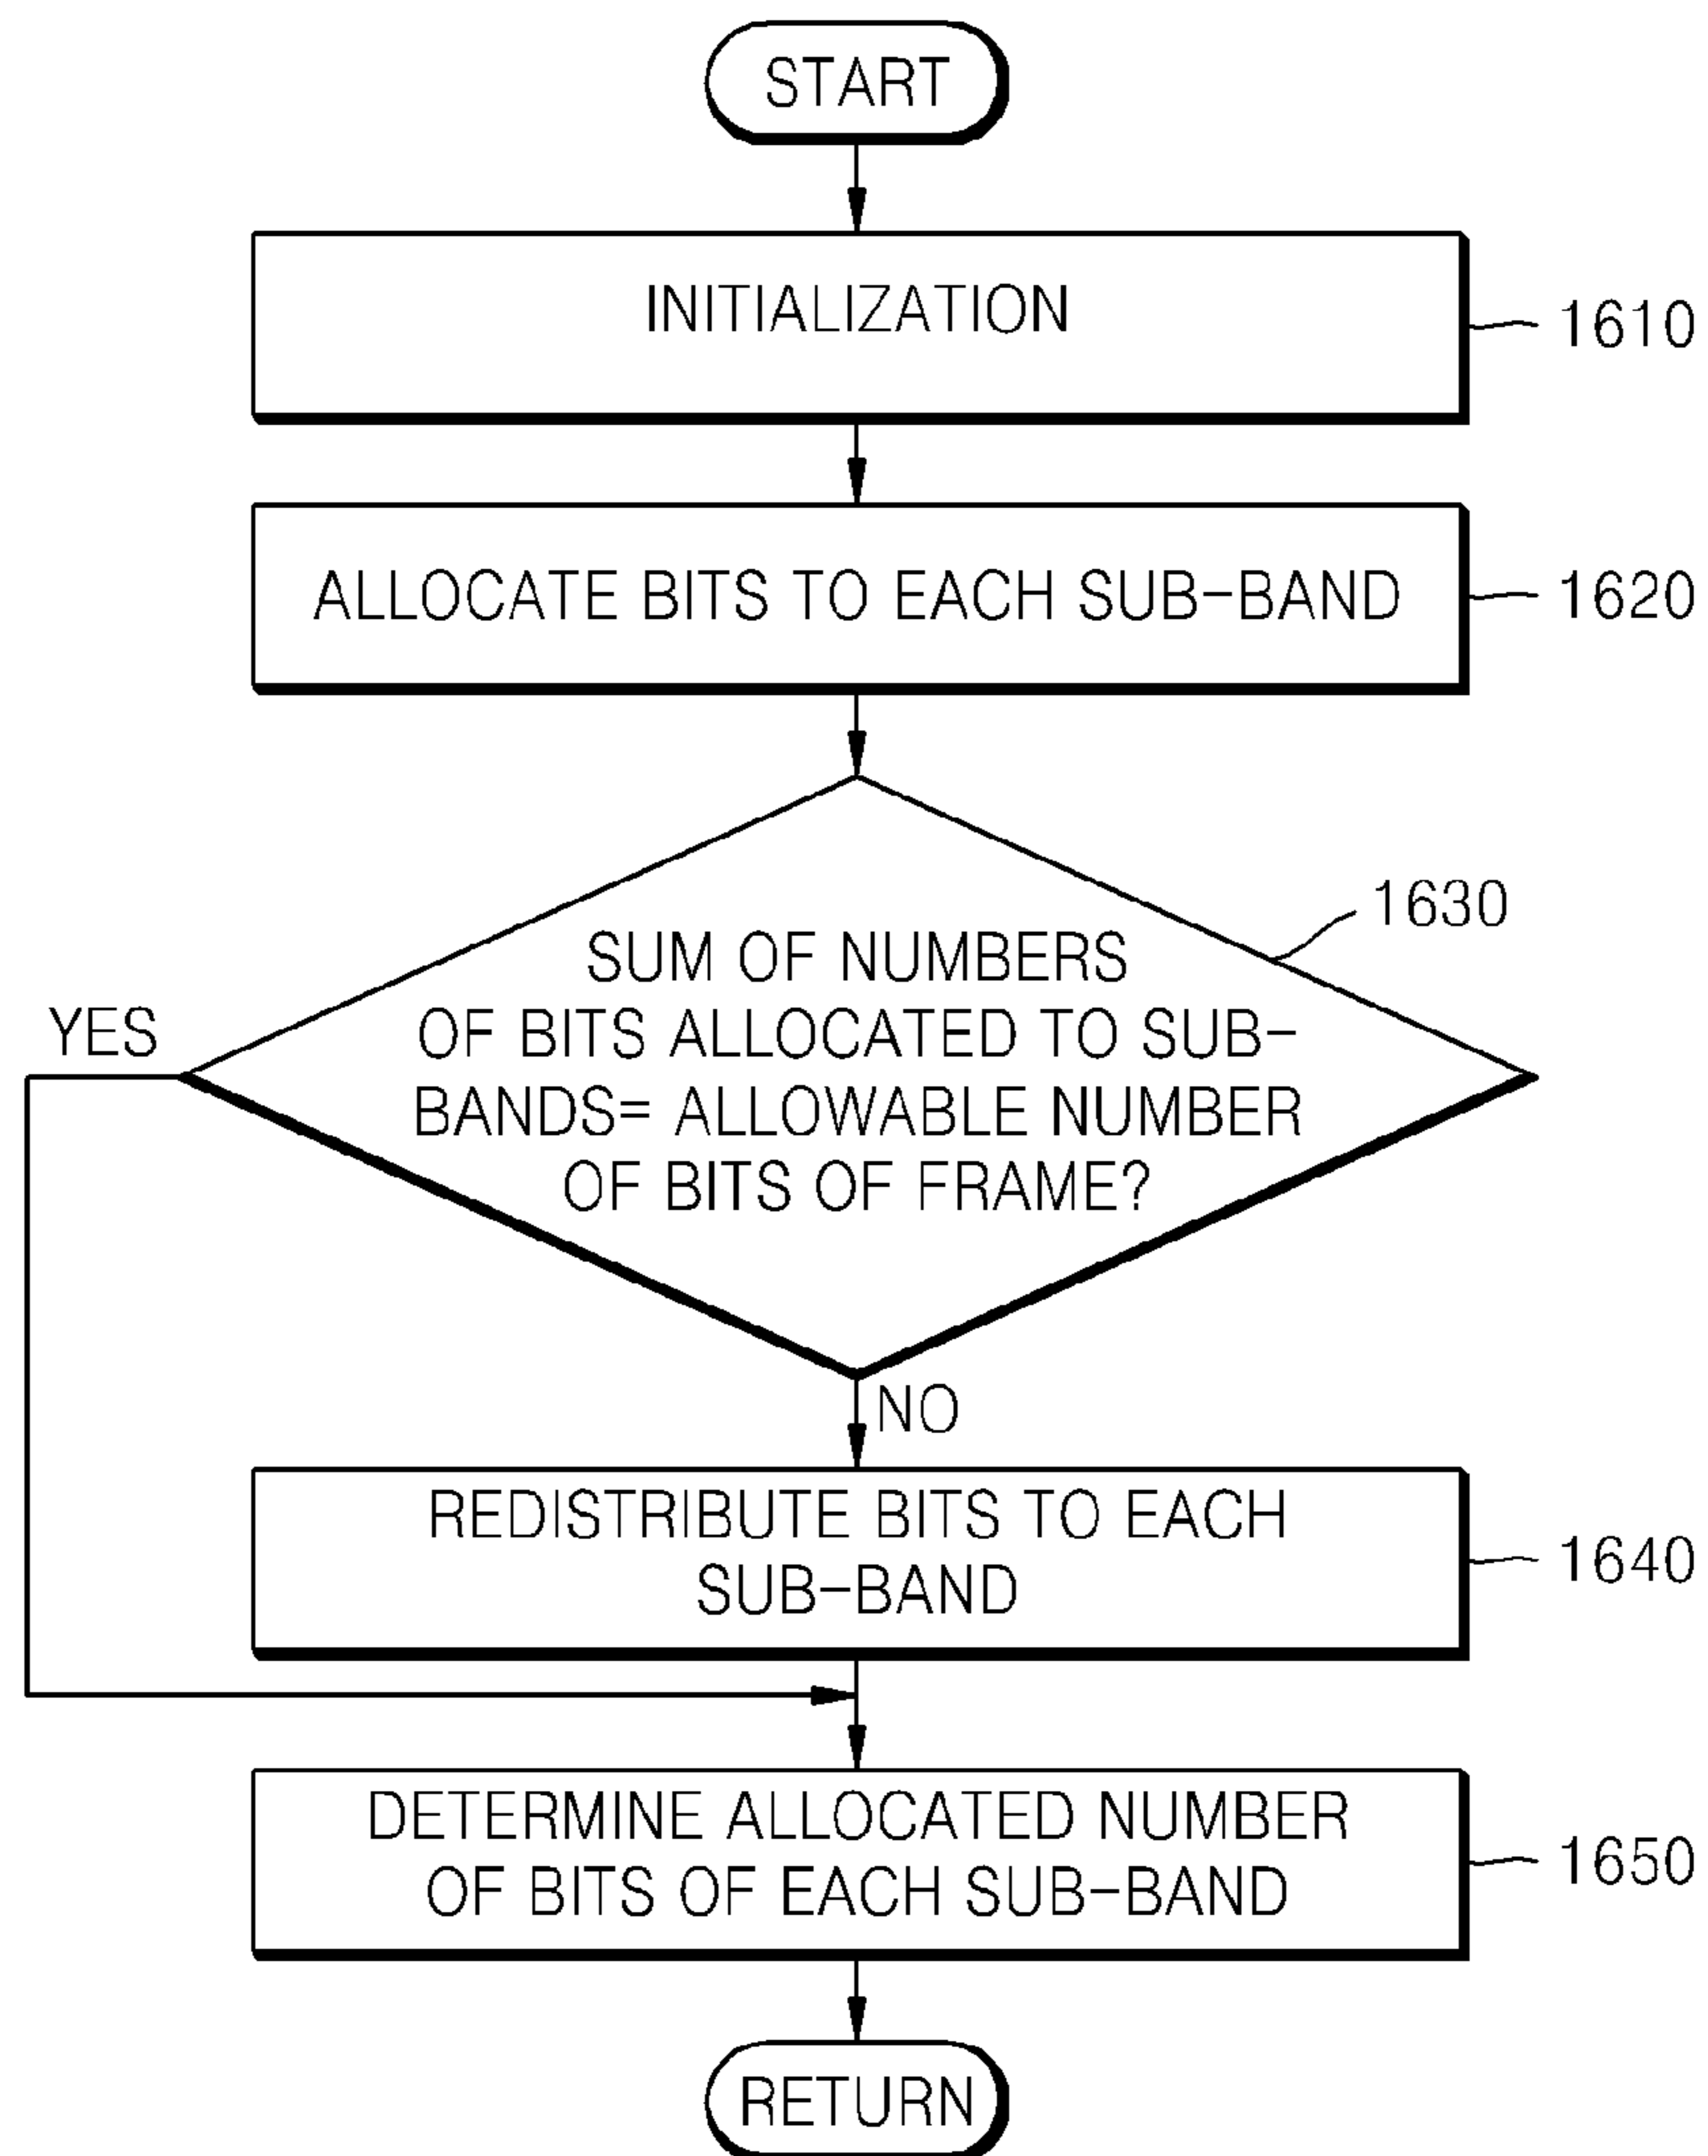 START
INITIALIZATION
1610
ALLOCATE BITS TO EACH SUB-BAND
1620
1630
SUM OF NUMBERS
OF BITS ALLOCATED TO SUB-
BANDS= ALLOWABLE NUMBER
OF BITS OF FRAME?
YES
NO
REDISTRIBUTE BITS TO EACH
SUB-BAND
1640
DETERMINE ALLOCATED NUMBER
OF BITS OF EACH SUB-BAND
1650
RETURN